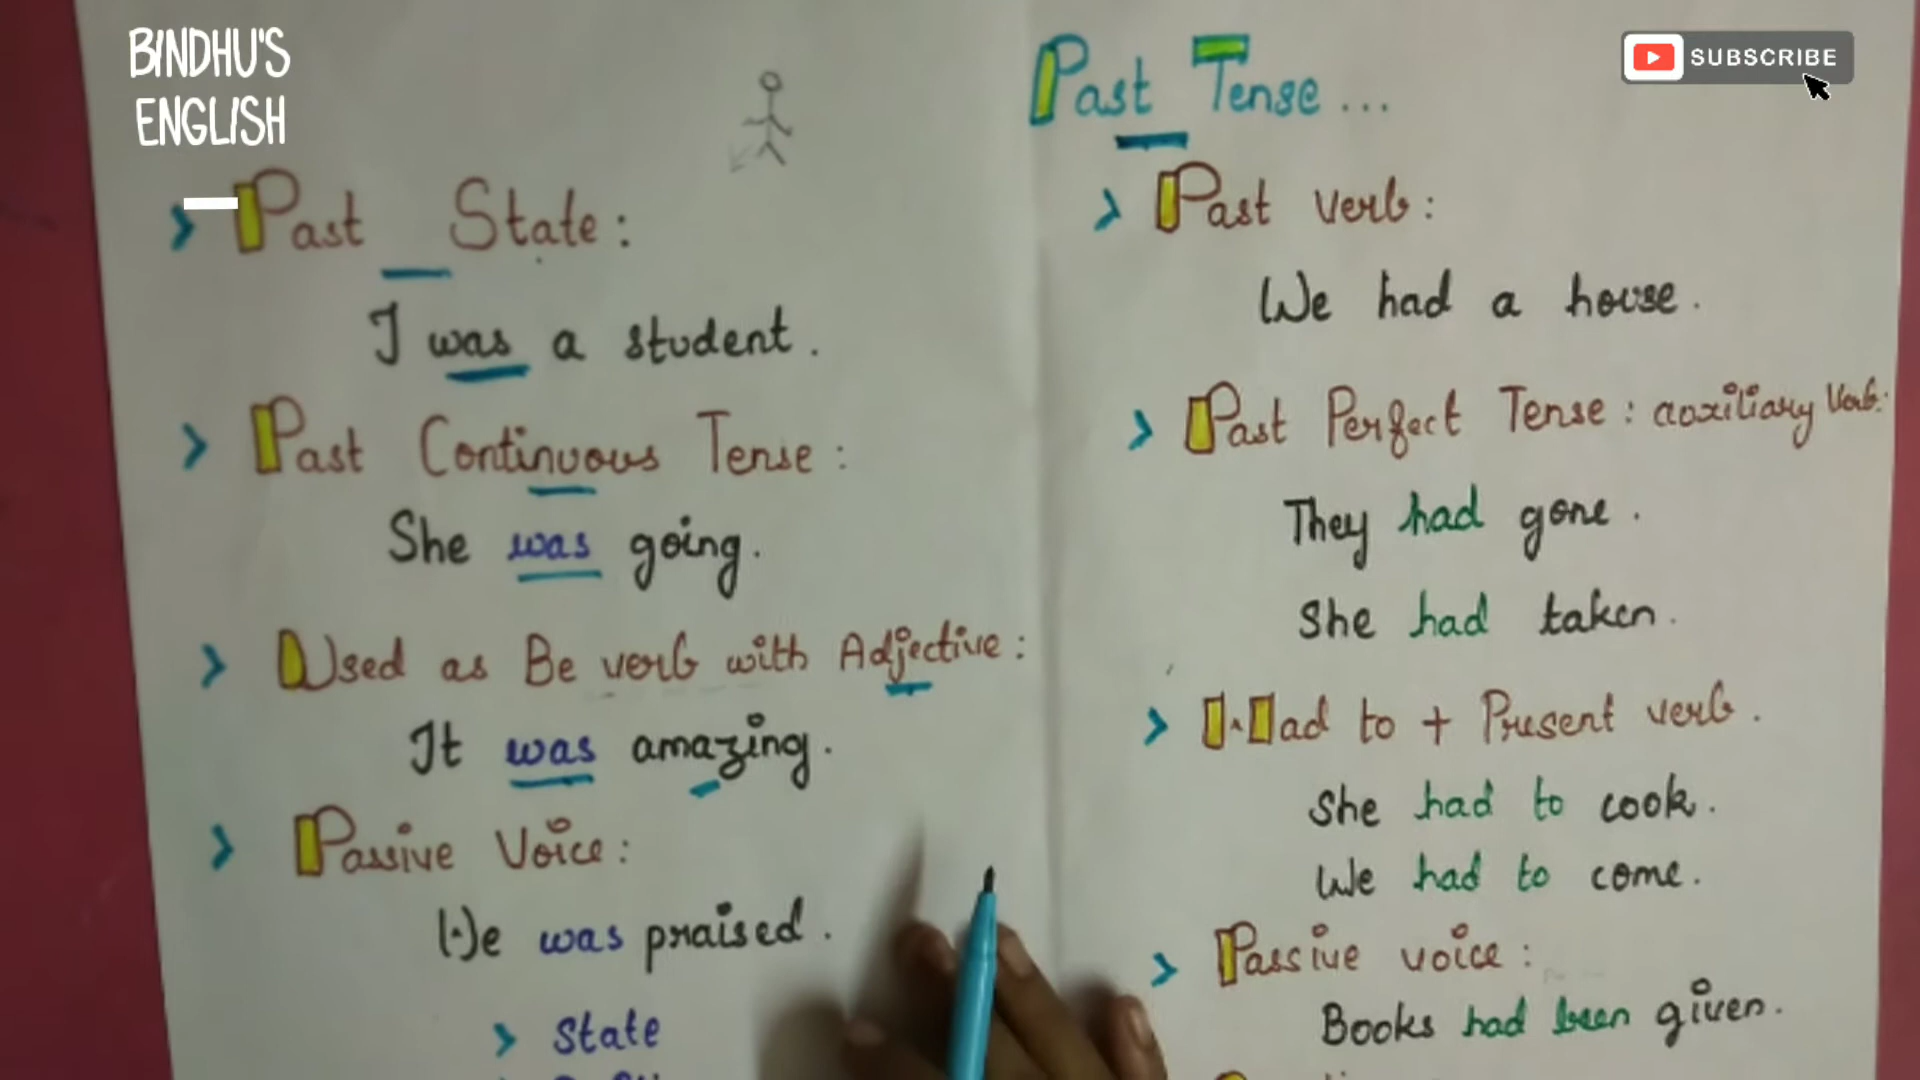 BINDHU'S
ENGLISH
SUBSCRIBE
Past State:
I was a student.
Past Continuous Tense:
She was going.
Used as Be verb with Adjective:
It was amazing.
Passive Voice:
He was praised.
State
Past Tense...
Past verb:
We had a house.
Past Perfect Tense: auxiliary Verb:
They had gone.
She had taken.
Had to + Present verb.
She had to cook.
We had to come.
Passive voice:
Books had been given.